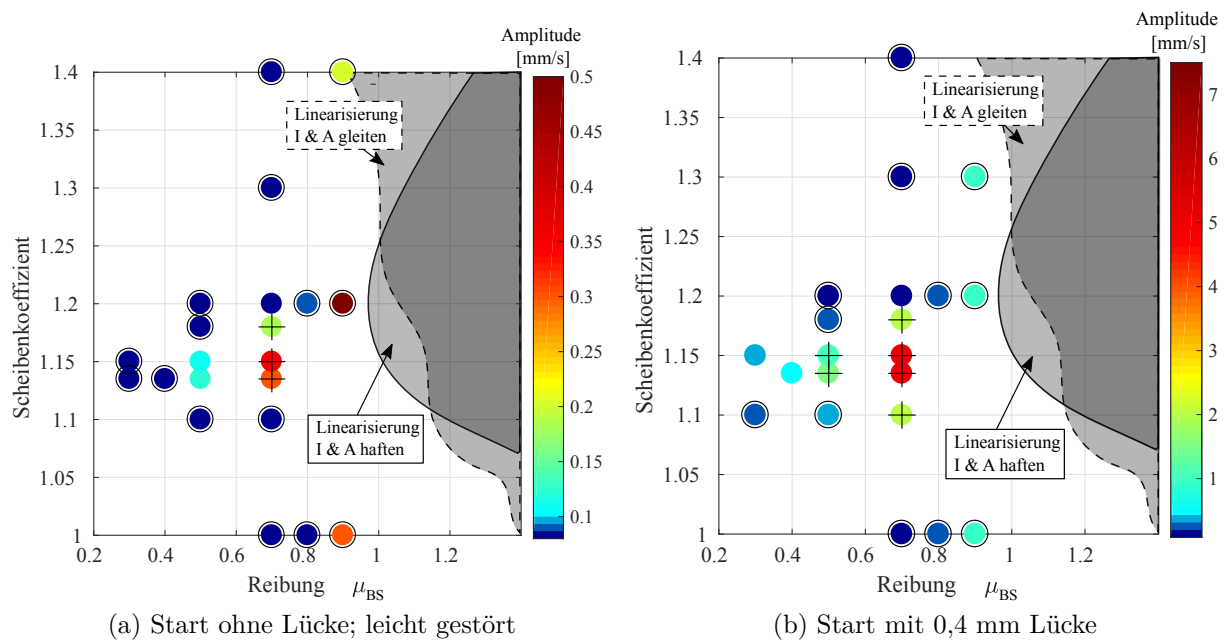 Amplitude
[mm/s]
1.4
1.35
1.3
1.25
1.2
1.15
1.1
1.05
1
Scheibenkoeffizient
0.2
0.4
0.6
0.8
1
1.2
Reibung μBS
Linearisierung
I & A gleiten
Linearisierung
I & A haften
0.5
0.45
0.4
0.35
0.3
0.25
0.2
0.15
0.1
(a) Start ohne Lücke; leicht gestört
Amplitude
[mm/s]
1.4
1.35
1.3
1.25
1.2
1.15
1.1
1.05
1
Scheibenkoeffizient
0.2
0.4
0.6
0.8
1
1.2
Reibung μBS
Linearisierung
I & A gleiten
Linearisierung
I & A haften
7
6
5
4
3
2
1
(b) Start mit 0,4 mm Lücke